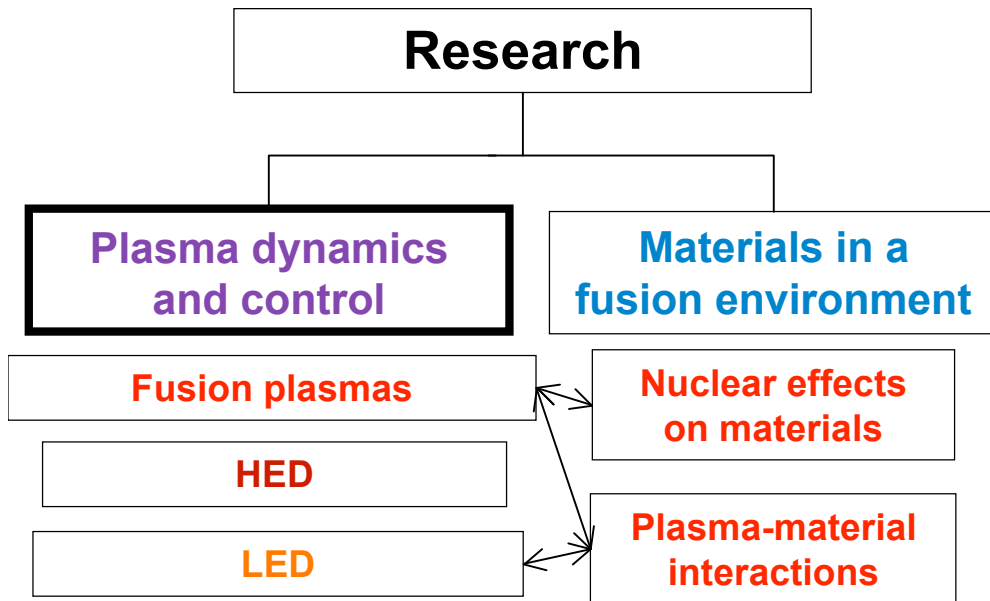 Research
Plasma dynamics
and control
Materials in a
fusion environment
Fusion plasmas
Nuclear effects
on materials
HED
LED
Plasma-material
interactions